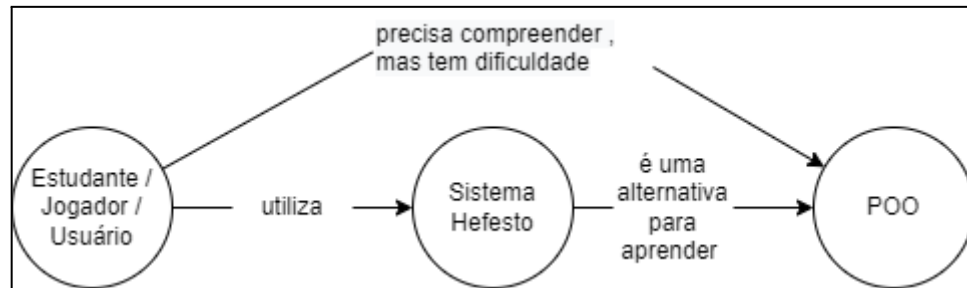 precisa compreender ,
mas tem dificuldade
Estudante /
Jogador /
Usuário
utiliza
Sistema
Hefesto
é uma
alternativa
para
aprender
POO